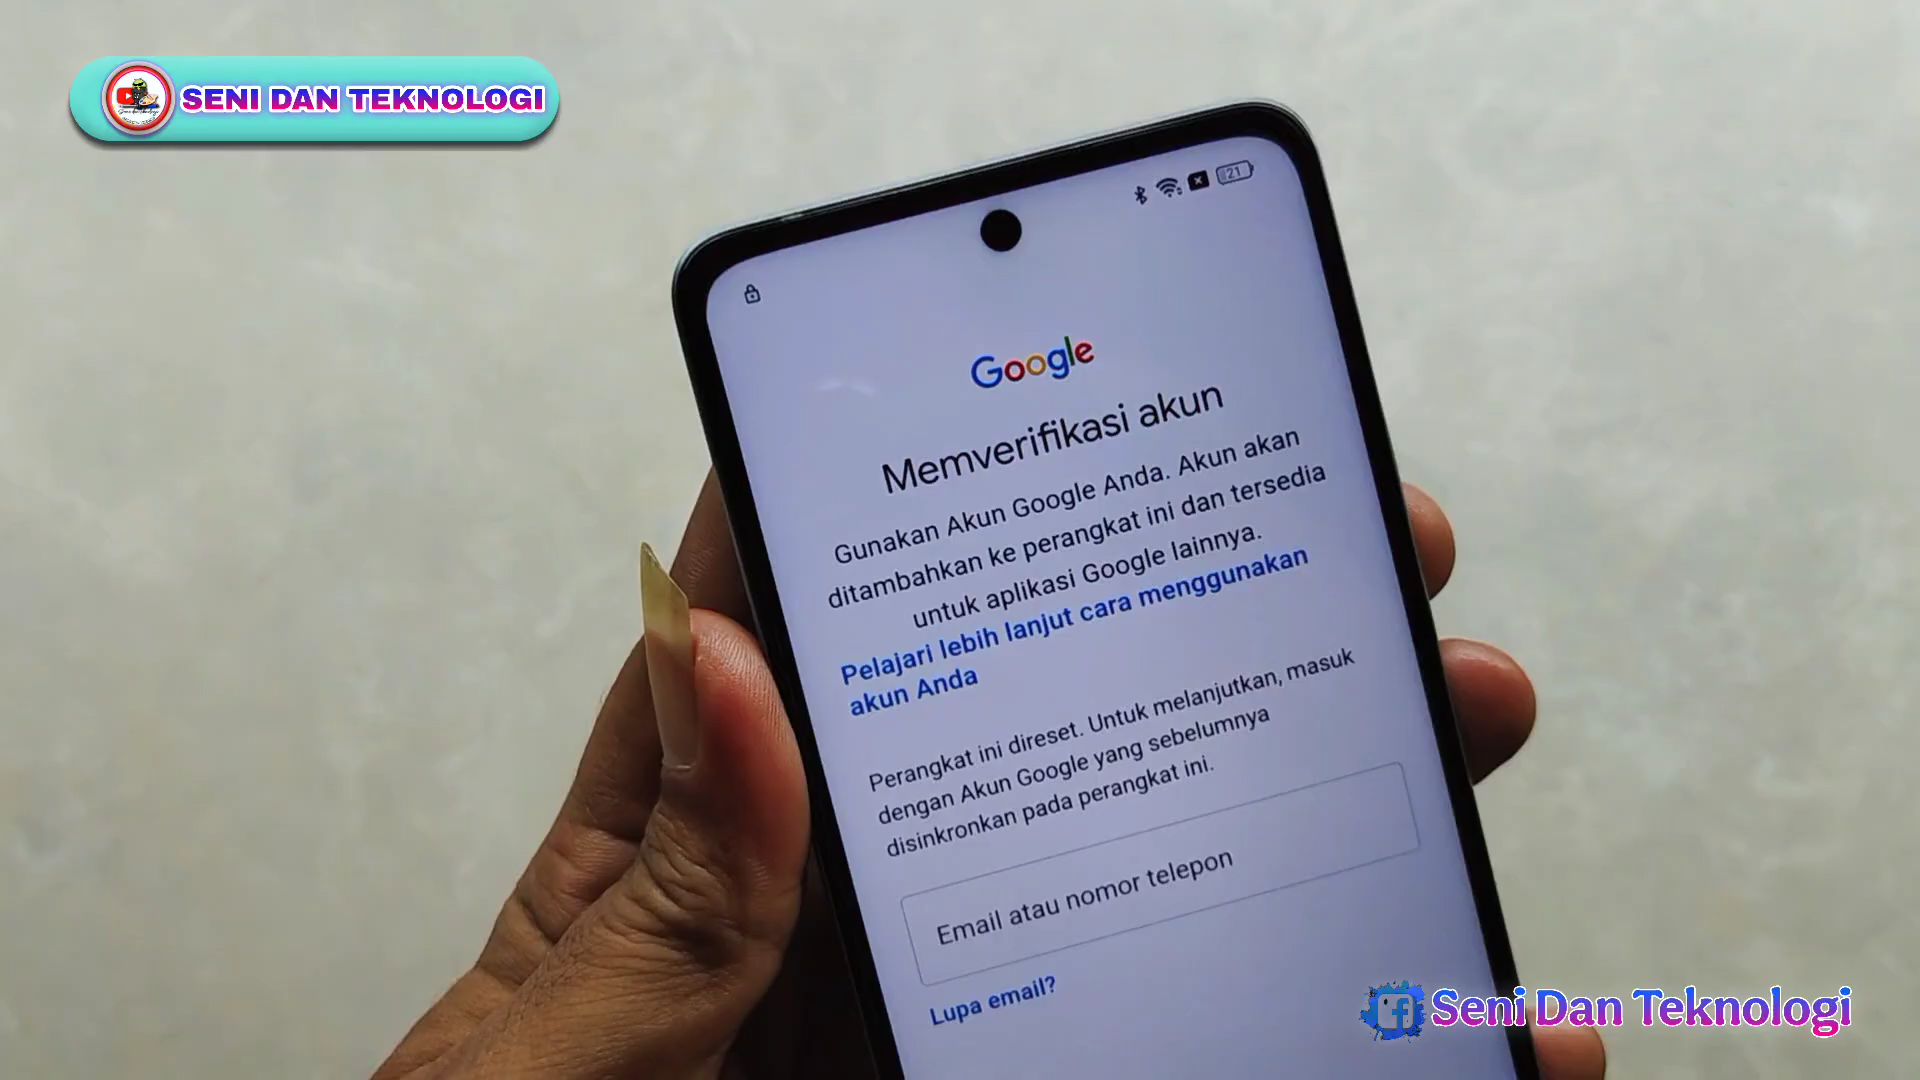 SENI DAN TEKNOLOGI
21
Google
Memverifikasi akun
Gunakan Akun Google Anda. Akun akan
ditambahkan ke perangkat ini dan tersedia
untuk aplikasi Google lainnya.
Pelajari lebih lanjut cara menggunakan
akun Anda
Perangkat ini direset. Untuk melanjutkan, masuk
dengan Akun Google yang sebelumnya
disinkronkan pada perangkat ini.
Email atau nomor telepon
Lupa email?
Seni Dan Teknologi